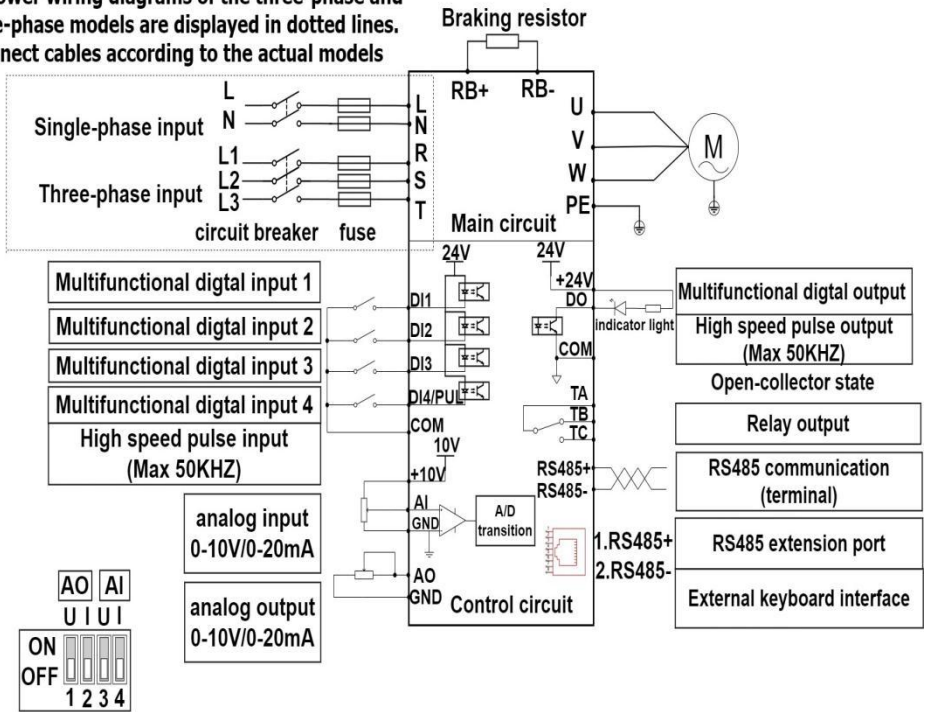 e-phase models are displayed in dotted lines.
nect cables according to the actual models
Braking resistor
RB+ RB-
L
N
Single-phase input
L1
L2
L3
Three-phase input
circuit breaker fuse
L
N
R
S
T
U
V
W
PE
M
Main circuit
24V
24V
Multifunctional digtal input 1
Multifunctional digtal input 2
Multifunctional digtal input 3
Multifunctional digtal input 4
High speed pulse input
(Max 50KHZ)
DI1
DI2
DI3
DI4/PUL
COM
10V
+10V
AI
GND
A/D
transition
AO
GND
Control circuit
analog input
0-10V/0-20mA
analog output
0-10V/0-20mA
+24V
DO
COM
indicator light
Multifunctional digtal output
High speed pulse output
(Max 50KHZ)
Open-collector state
TA
TB
TC
Relay output
RS485+
RS485-
RS485 communication
(terminal)
1.RS485+
2.RS485-
RS485 extension port
External keyboard interface
AO AI
U I U I
ON
OFF
1 2 3 4